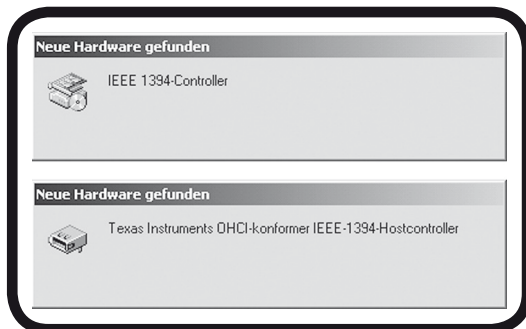 Neue Hardware gefunden
IEEE 1394-Controller
Neue Hardware gefunden
Texas Instruments OHCI-konformer IEEE-1394-Hostcontroller